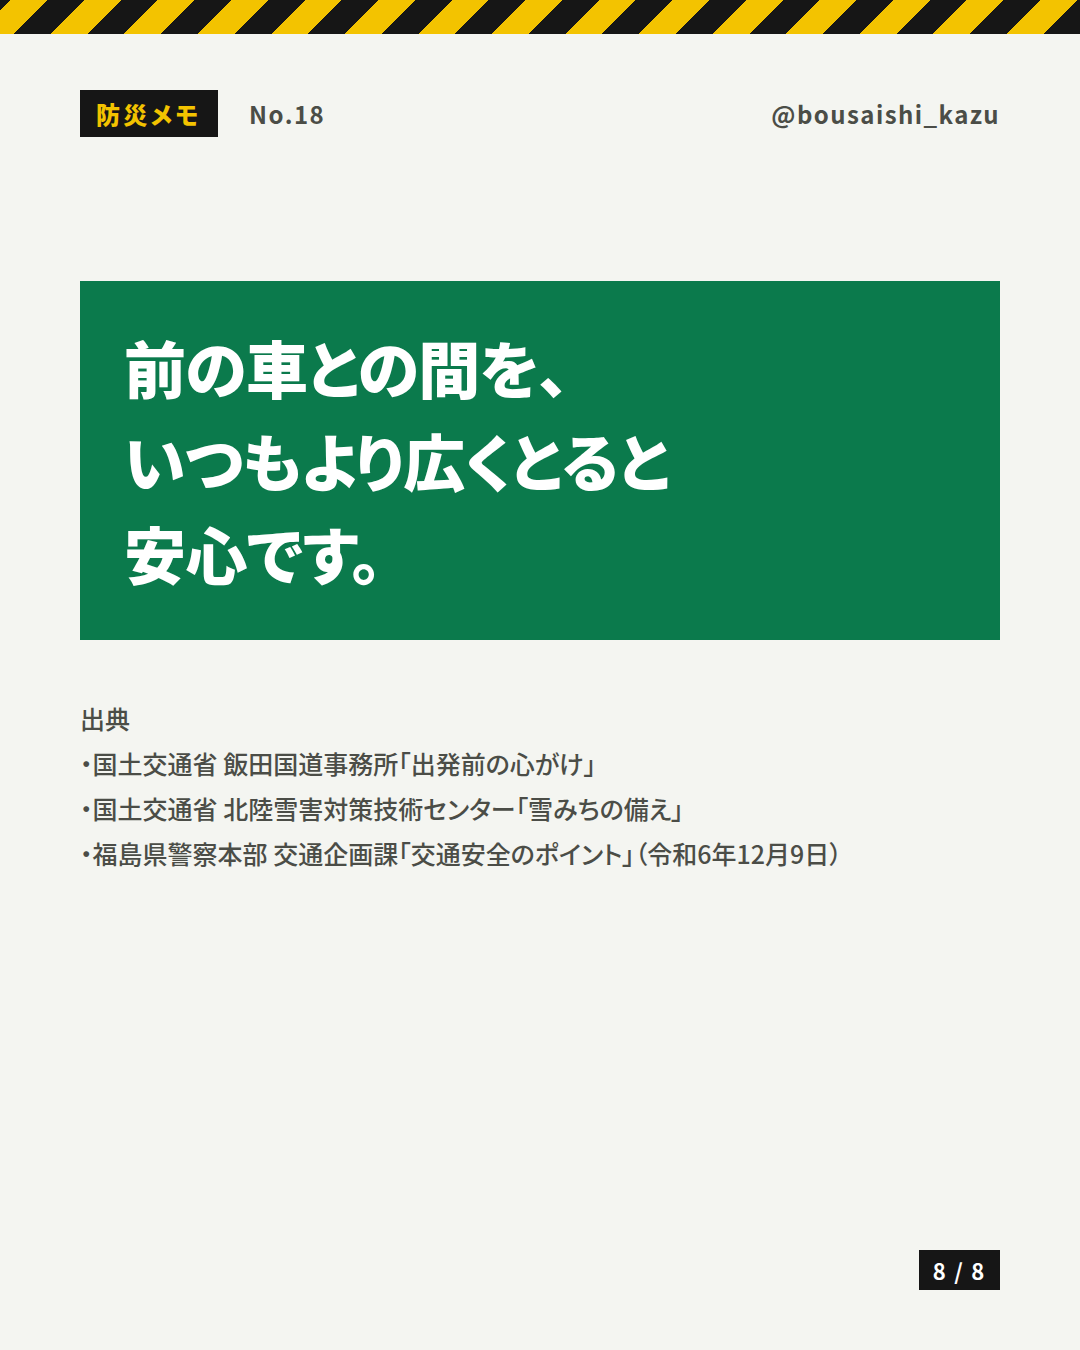 防災メモ No.18 @bousaishi_kazu
前の車との間を、
いつもより広くとると
安心です。
出典
・国土交通省 飯田国道事務所「出発前の心がけ」
・国土交通省 北陸雪害対策技術センター「雪みちの備え」
・福島県警察本部 交通企画課「交通安全のポイント」（令和6年12月9日）
8 / 8